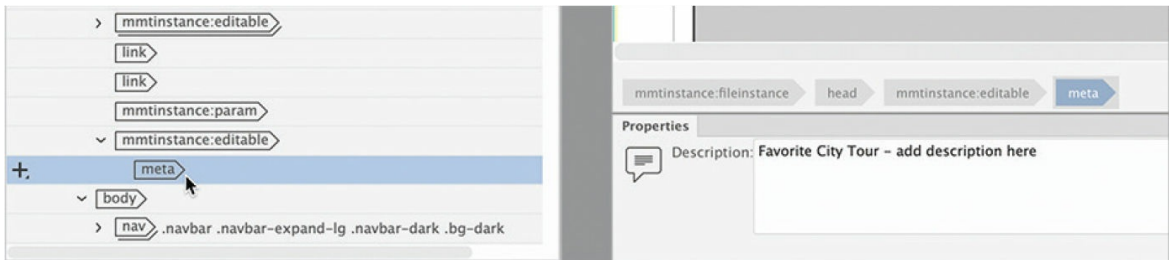 mmtinstance:editable
link
link
mmtinstance:param
mmtinstance:editable
meta
body
nav .navbar .navbar-expand-lg .navbar-dark .bg-dark
mmtinstance:fileinstance head mmtinstance:editable meta
Properties
Description: Favorite City Tour – add description here